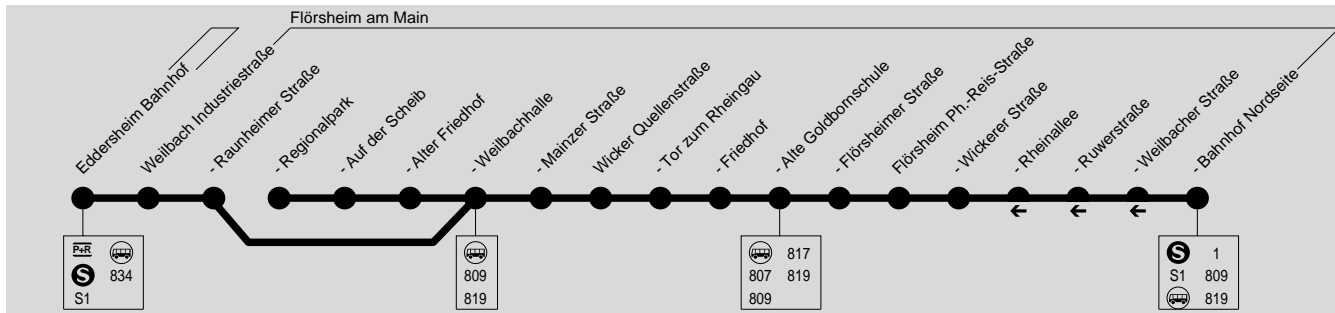 Flörsheim am Main
Eddersheim Bahnhof
Weilbach Industriestraße
- Raunheimer Straße
- Regionalpark
- Auf der Scheib
- Alter Friedhof
- Weilbachhalle
- Mainzer Straße
Wicker Quellenstraße
- Tor zum Rheingau
- Friedhof
- Alte Goldbornschule
- Flörsheimer Straße
Flörsheim Ph.-Reis-Straße
- Wickerer Straße
- Rheinallee
- Ruwerstraße
- Weilbacher Straße
- Bahnhof Nordseite
P+R
S 834
S1
809
819
817
807 819
809
S 1
S1 809
819